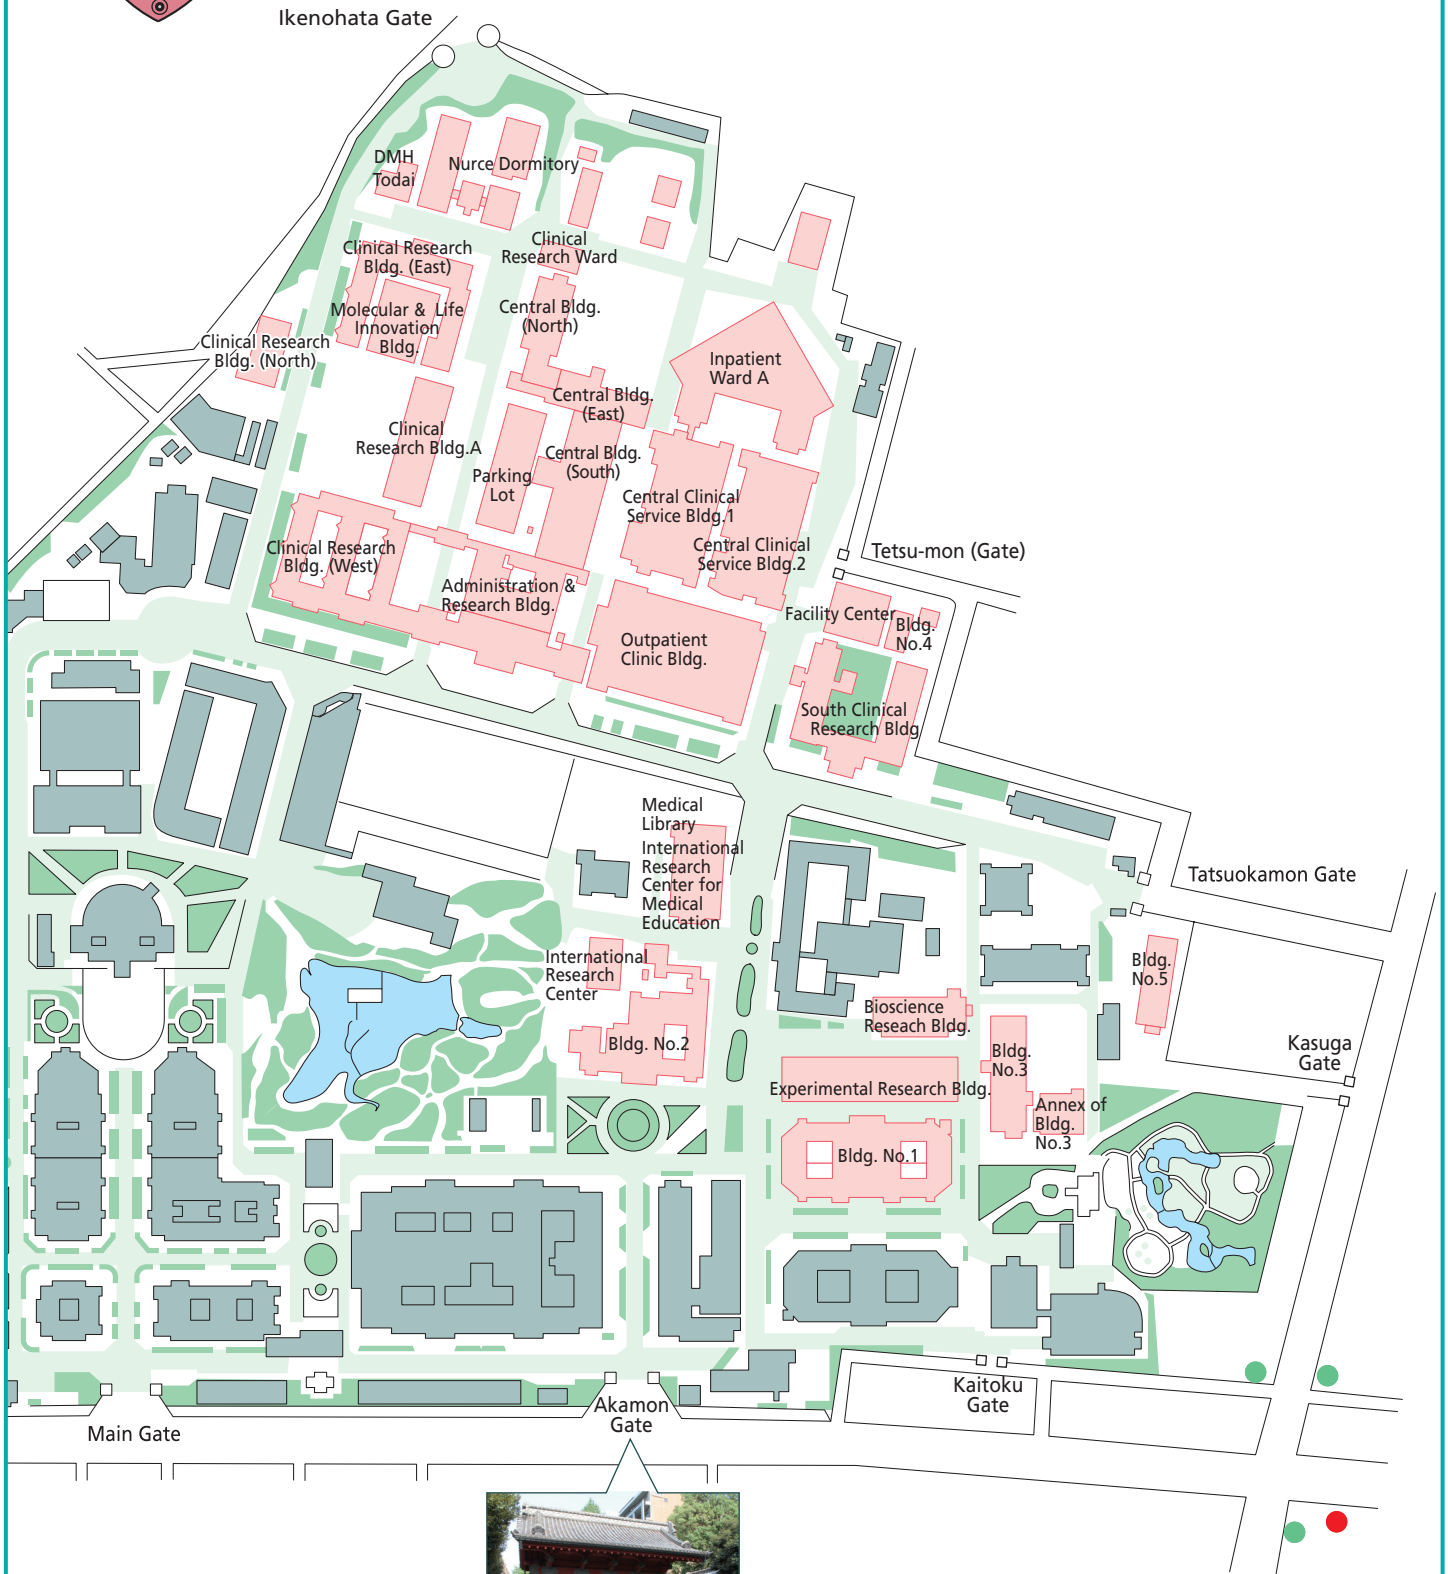 Ikenohata Gate
DMH
Todai
Nurce Dormitory
Clinical
Research Ward
Clinical Research
Bldg. (East)
Molecular & Life
Innovation
Bldg.
Central Bldg.
(North)
Clinical Research
Bldg. (North)
Inpatient
Ward A
Central Bldg.
(East)
Clinical
Research Bldg.A
Central Bldg.
(South)
Parking
Lot
Central Clinical
Service Bldg.1
Central Clinical
Service Bldg.2
Clinical Research
Bldg. (West)
Tetsu-mon (Gate)
Administration &
Research Bldg.
Facility Center
Bldg.
No.4
Outpatient
Clinic Bldg.
South Clinical
Research Bldg
Medical
Library
International
Research
Center for
Medical
Education
Tatsuokamon Gate
International
Research
Center
Bldg.
No.5
Bioscience
Reseach Bldg.
Bldg. No.2
Bldg.
No.3
Kasuga
Gate
Experimental Research Bldg.
Annex of
Bldg.
No.3
Bldg. No.1
Kaitoku
Gate
Akamon
Gate
Main Gate